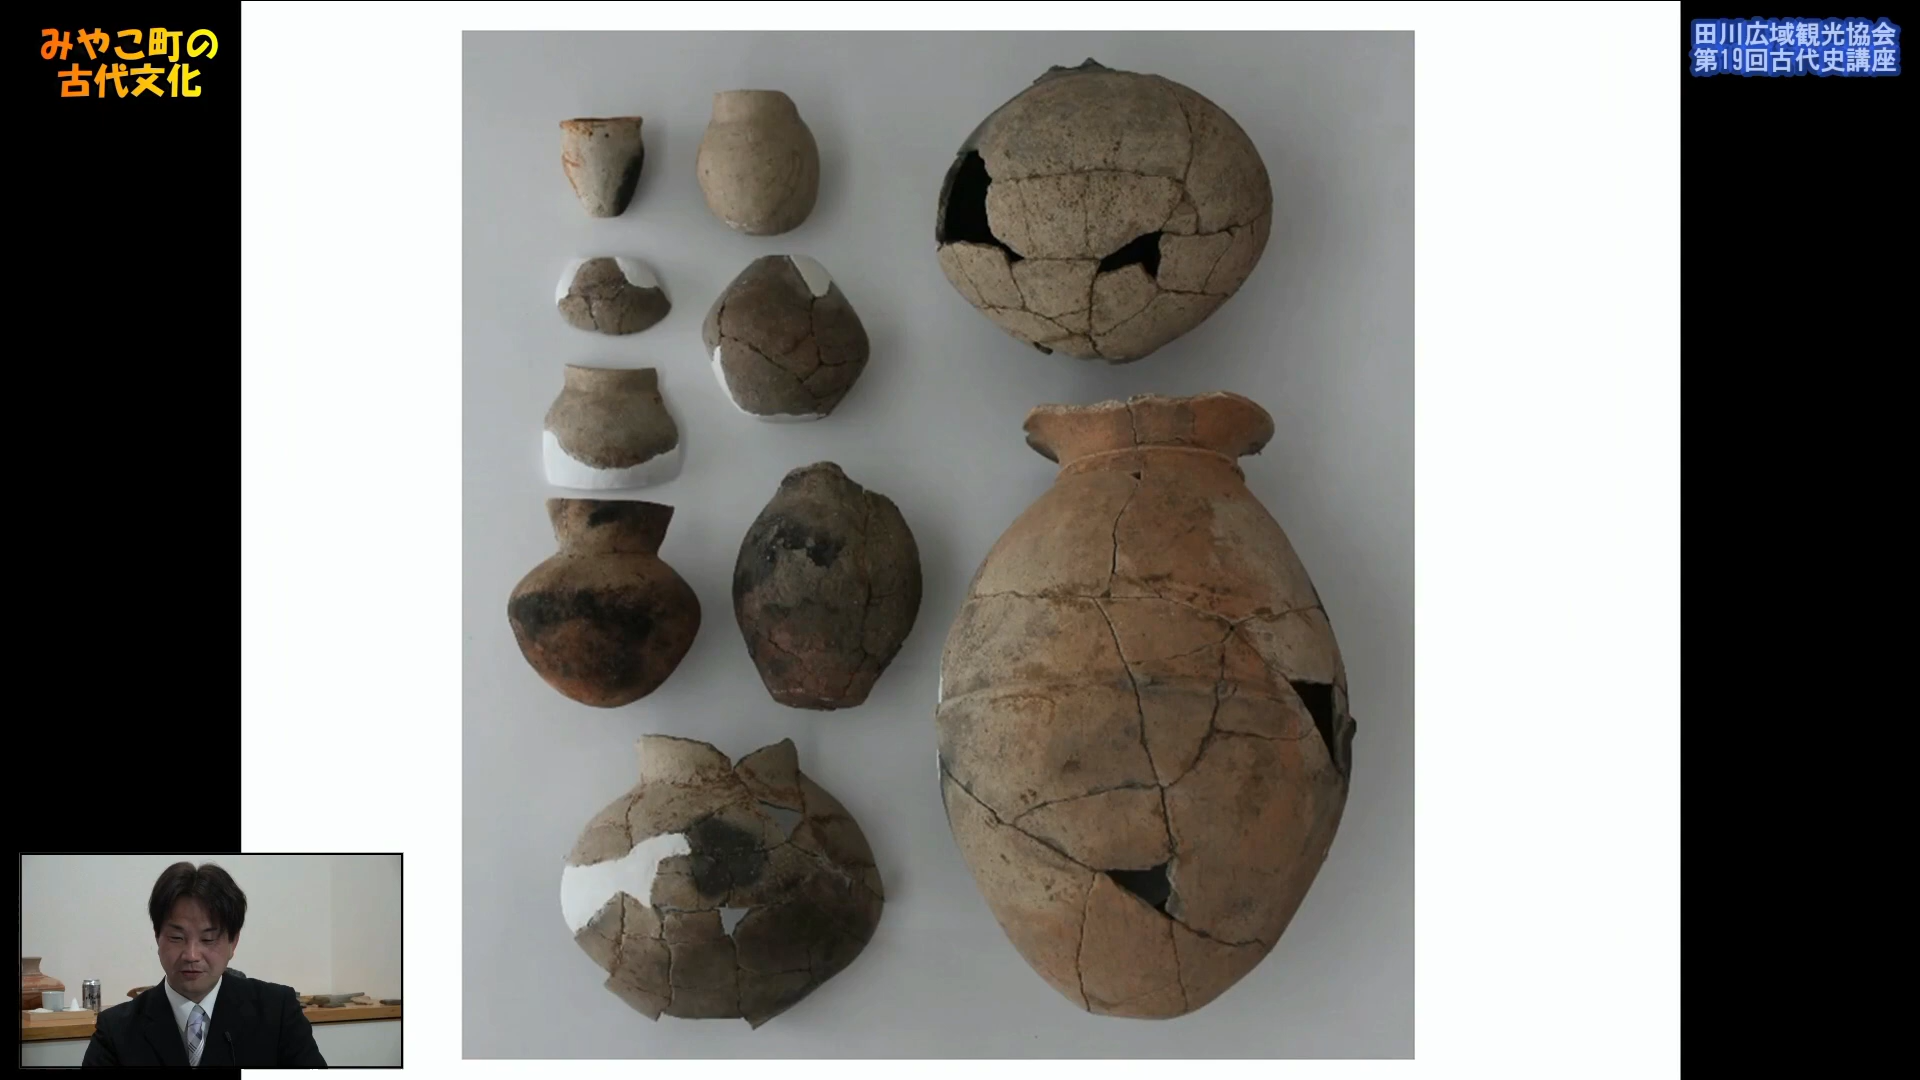 みやこ町の
古代文化
田川広域観光協会
第19回古代史講座